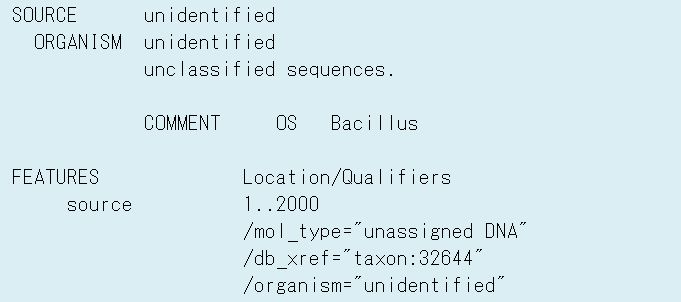 SOURCE      unidentified
  ORGANISM  unidentified
            unclassified sequences.
            COMMENT     OS   Bacillus
FEATURES             Location/Qualifiers
     source          1..2000
                     /mol_type="unassigned DNA"
                     /db_xref="taxon:32644"
                     /organism="unidentified"